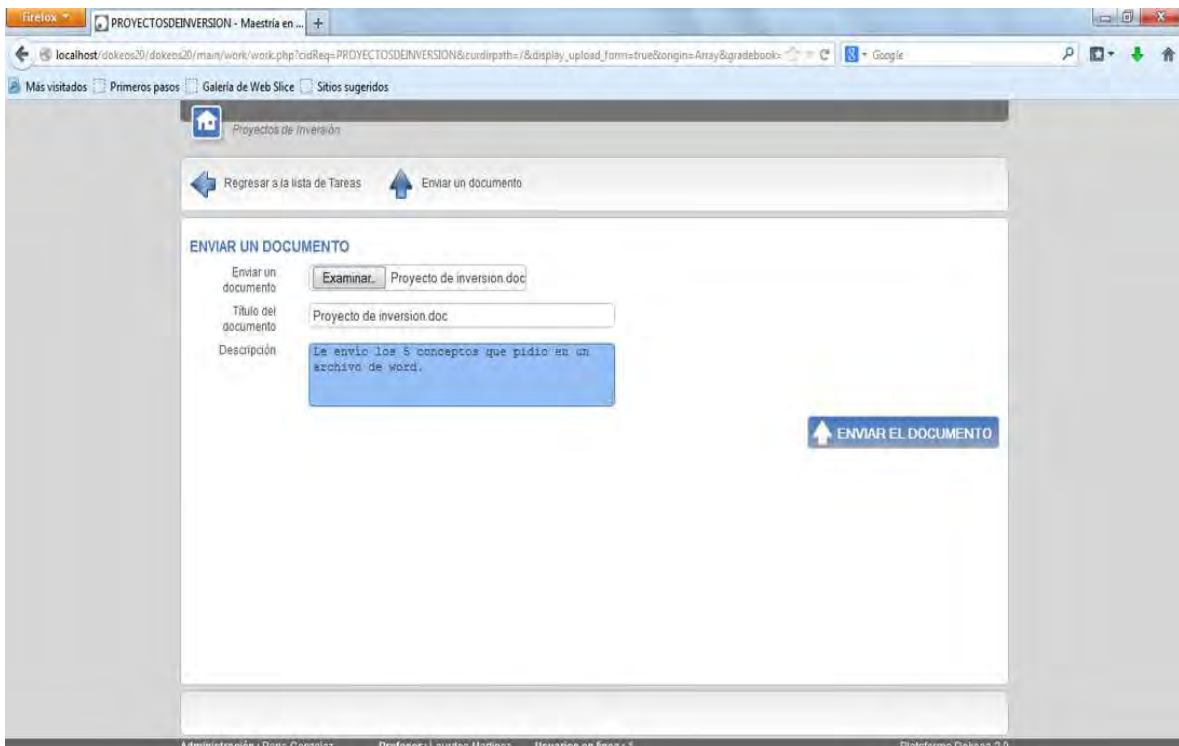 Firefox
PROYECTOSDEINVERSION - Maestría en ...
localhost/dokeos20/dokeos20/main/work/work.php?cidReq=PROYECTOSDEINVERSION&curdirpath=/&display_upload_form=true&origin=Array&gradebook=
Google
Más visitados Primeros pasos Galería de Web Slice Sitios sugeridos
Proyectos de Inversión
Regresar a la lista de Tareas Enviar un documento
ENVIAR UN DOCUMENTO
Enviar un documento
Examinar.. Proyecto de inversion.doc
Título del documento
Proyecto de inversion.doc
Descripción
Le envio los 5 conceptos que pidio en un
archivo de word.
ENVIAR EL DOCUMENTO
Administración : Gonzalez Profesor : Lourdes Martinez Usuarios en línea : 1 Plataforma Dokeos 2.0